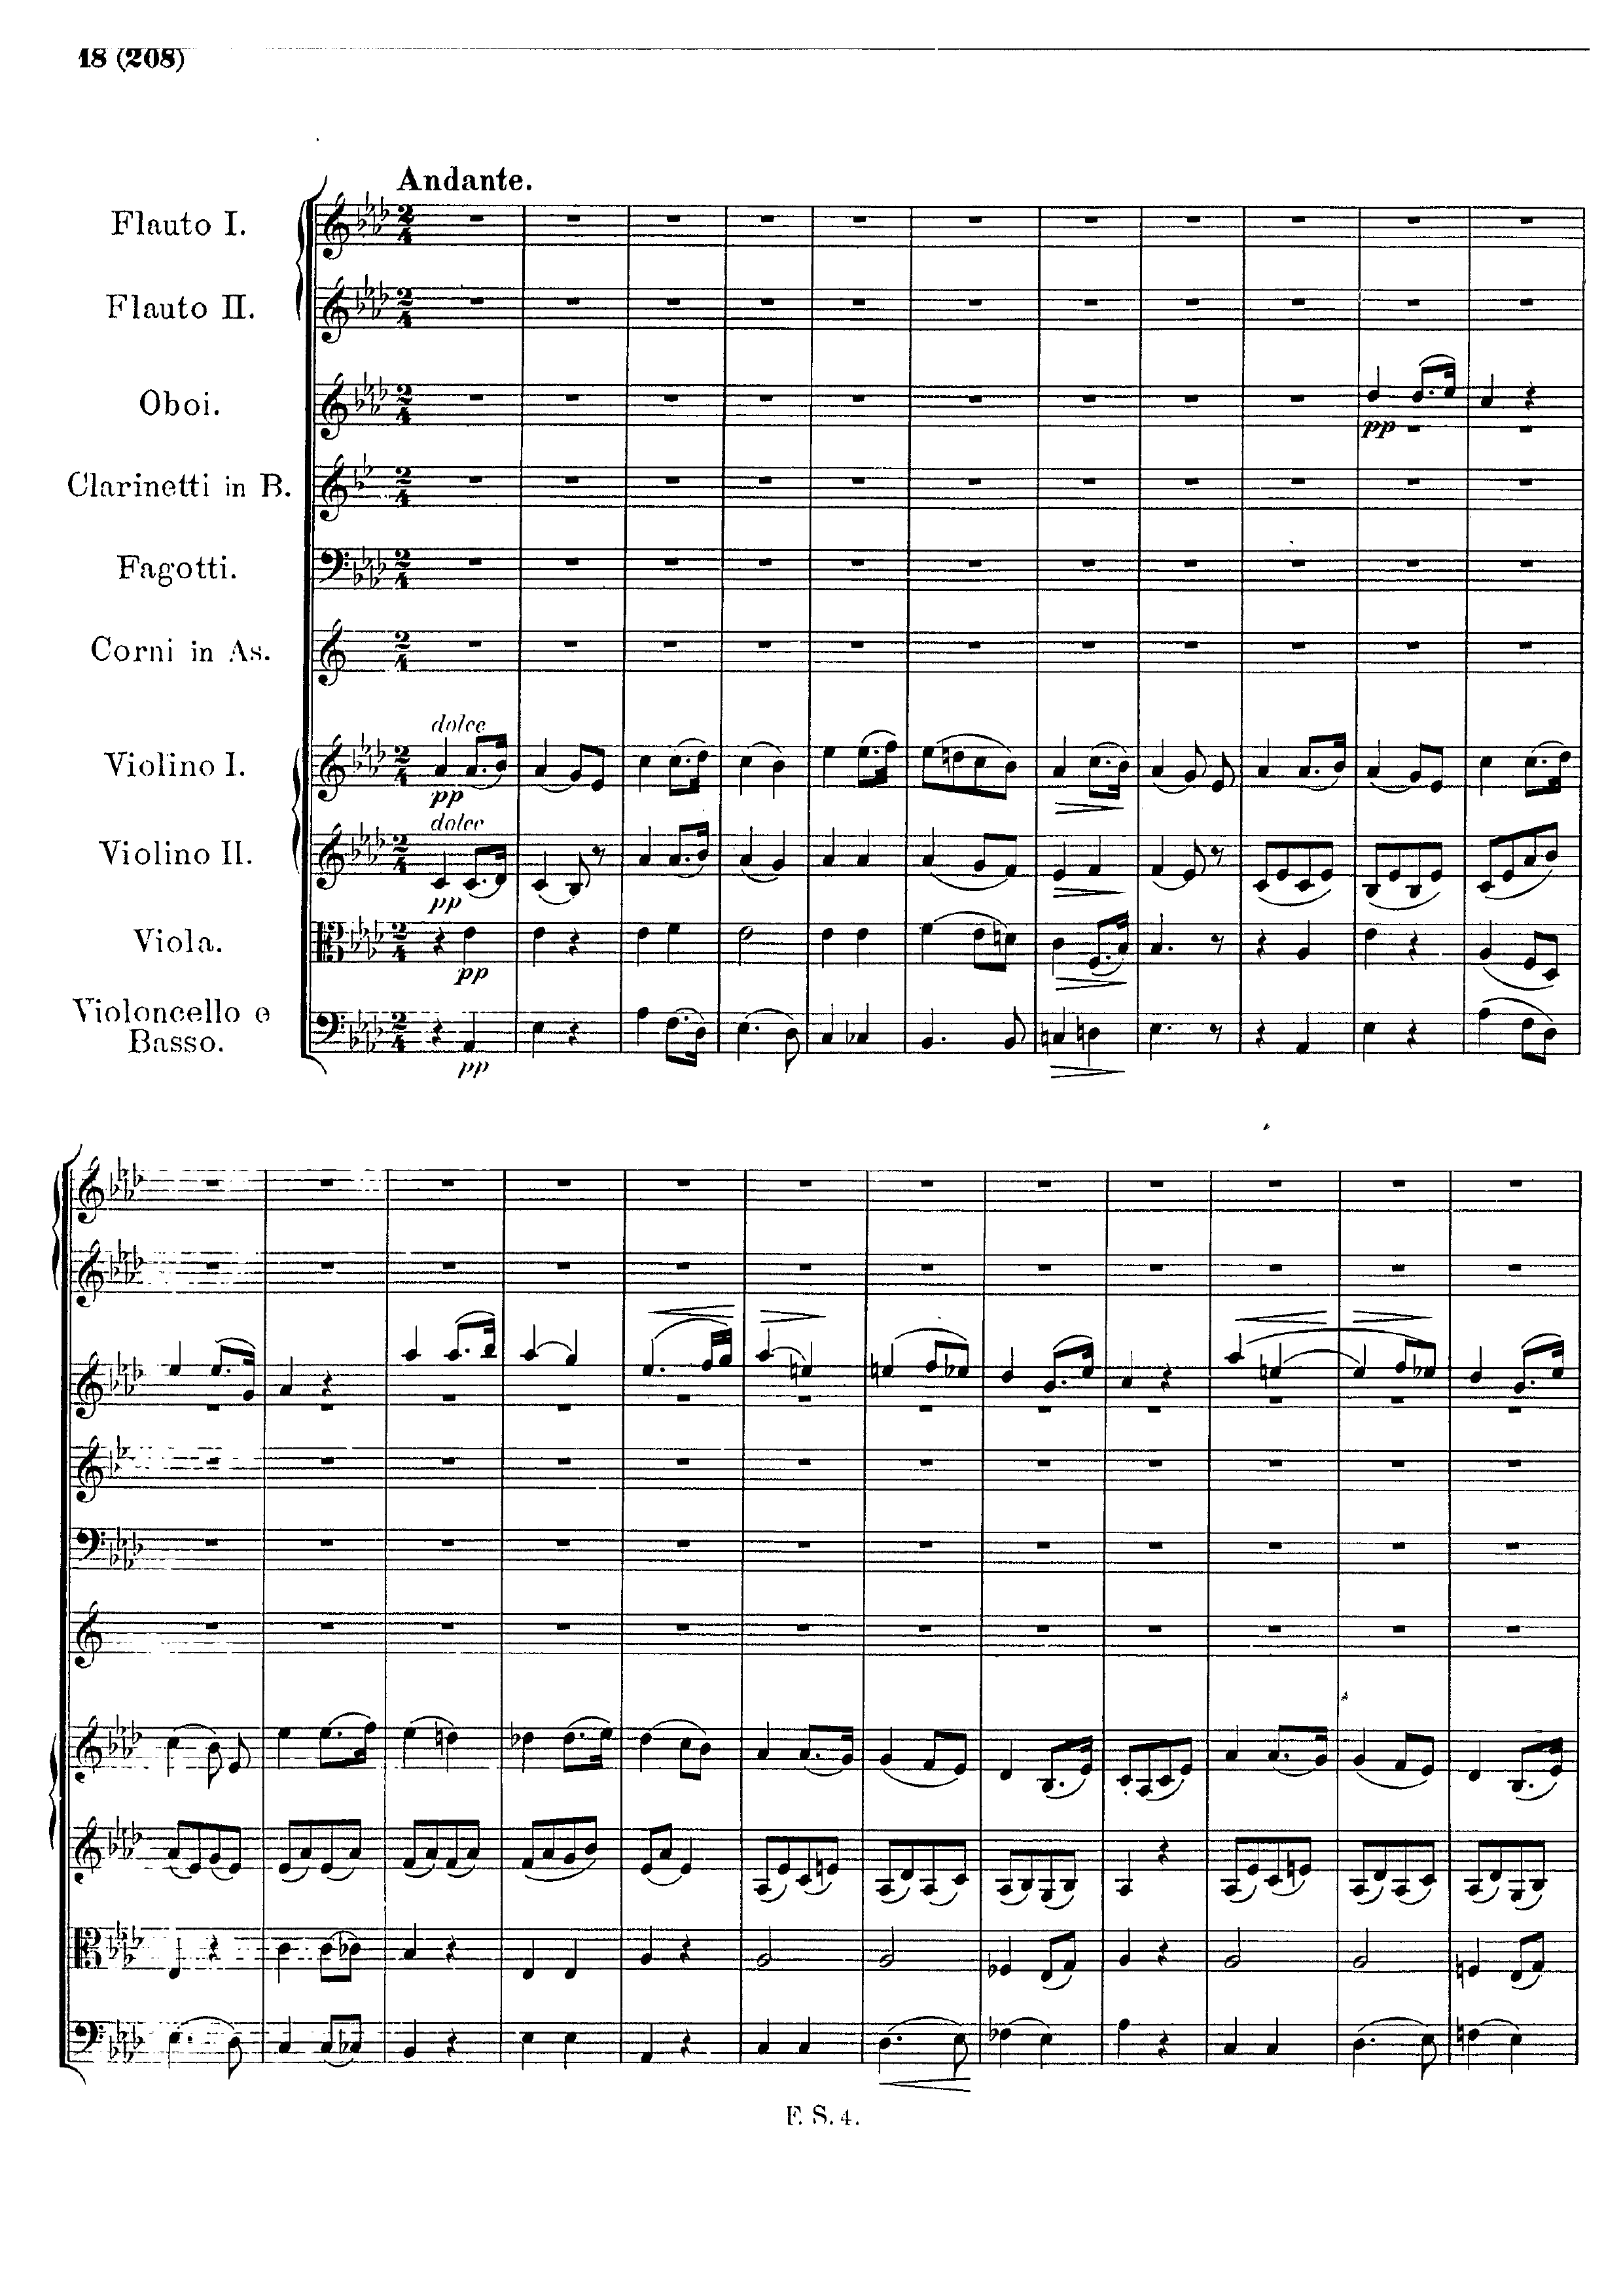 18 (208)
Andante.
Flauto I.
Flauto II.
Oboi.
pp
Clarinetti in B.
Fagotti.
Corni in As.
dolce
Violino I.
pp
dolce
Violino II.
pp
Viola.
pp
Violoncello e
Basso.
pp
F. S. 4.